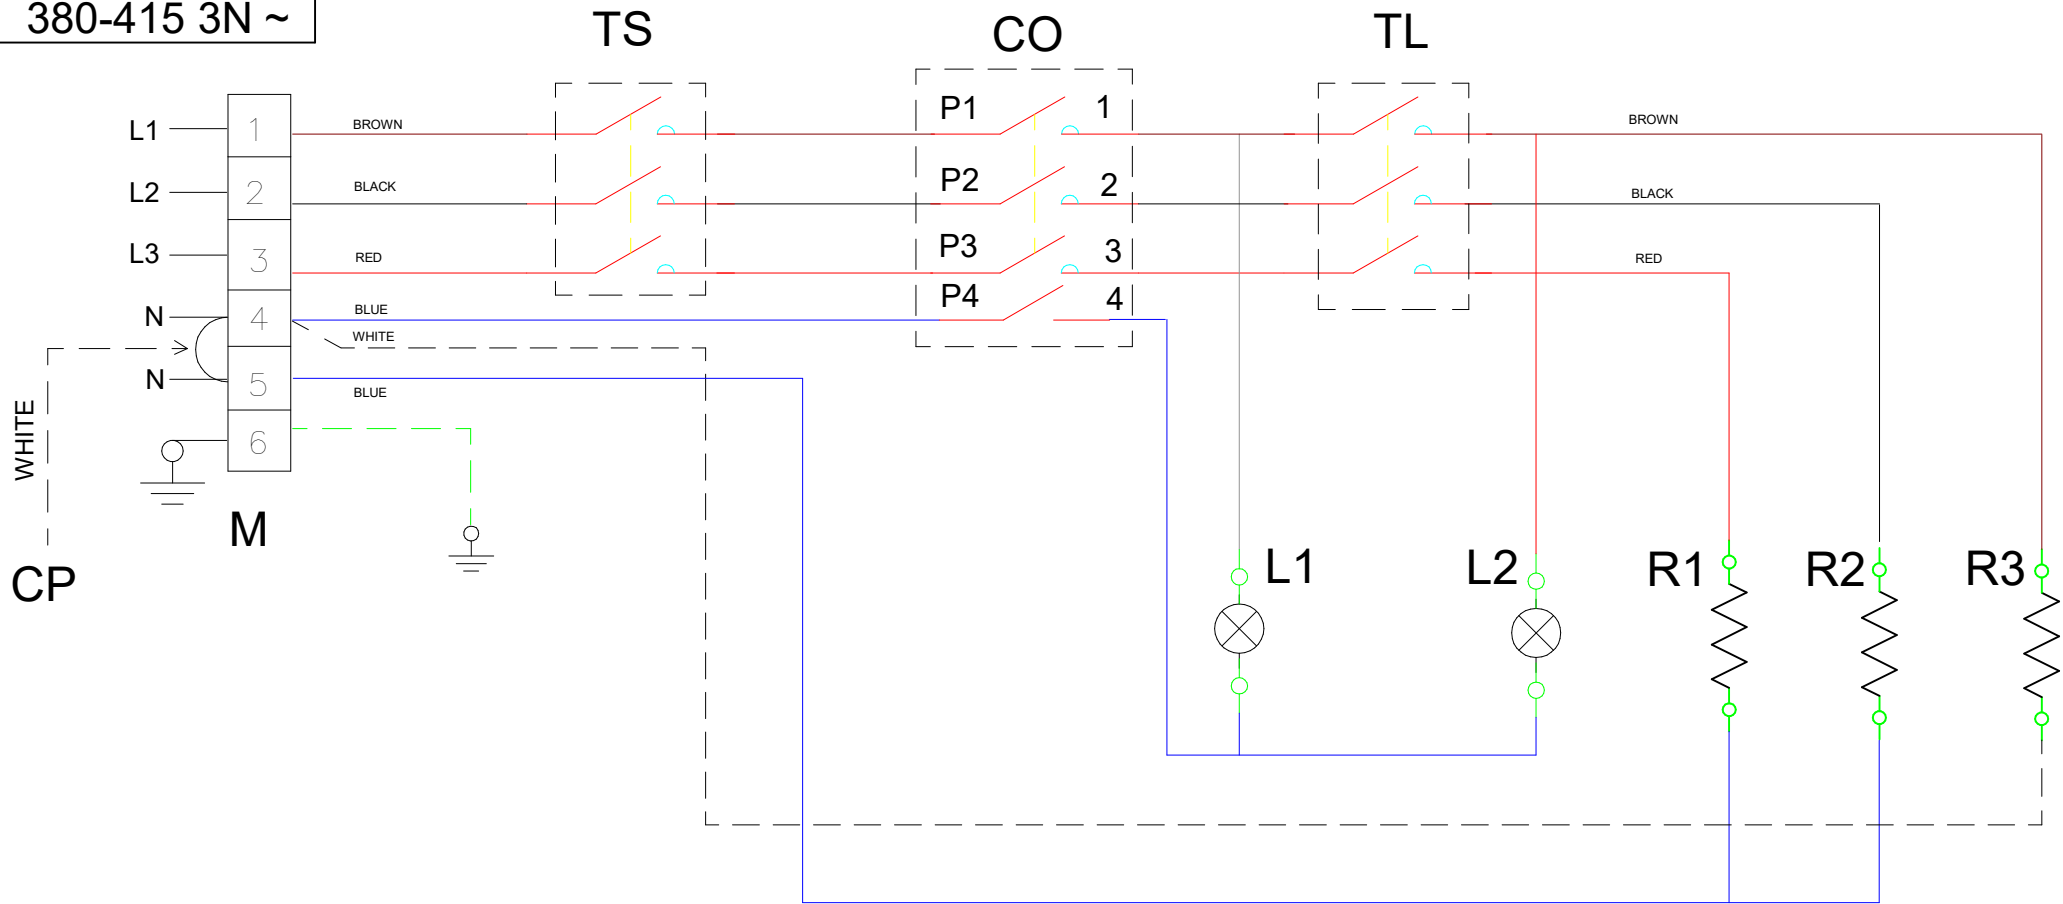 380-415 3N ~
TS
CO
TL
L1
1
BROWN
P1
1
BROWN
L2
2
BLACK
P2
2
BLACK
L3
3
RED
P3
3
RED
N
4
BLUE
P4
4
WHITE
N
5
BLUE
6
WHITE
M
CP
L1
L2
R1
R2
R3